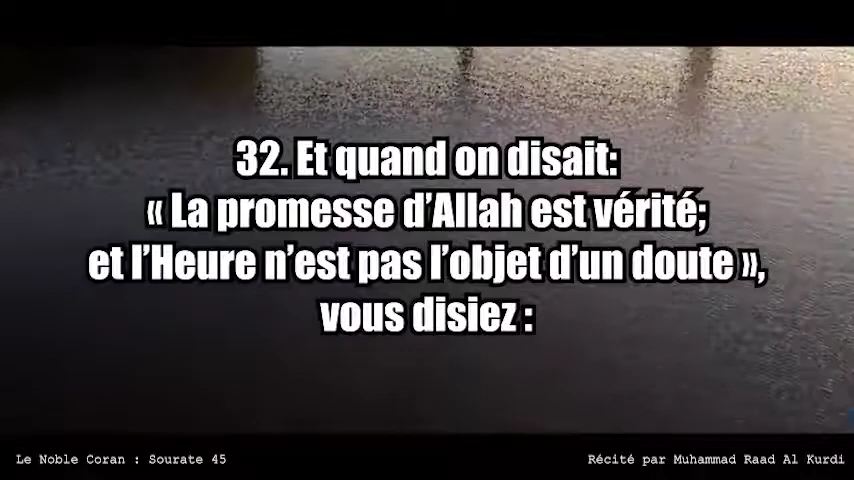 32. Et quand on disait:
« La promesse d’Allah est vérité;
et l’Heure n’est pas l’objet d’un doute »,
vous disiez :
Le Noble Coran : Sourate 45
Récité par Muhammad Raad Al Kurdi